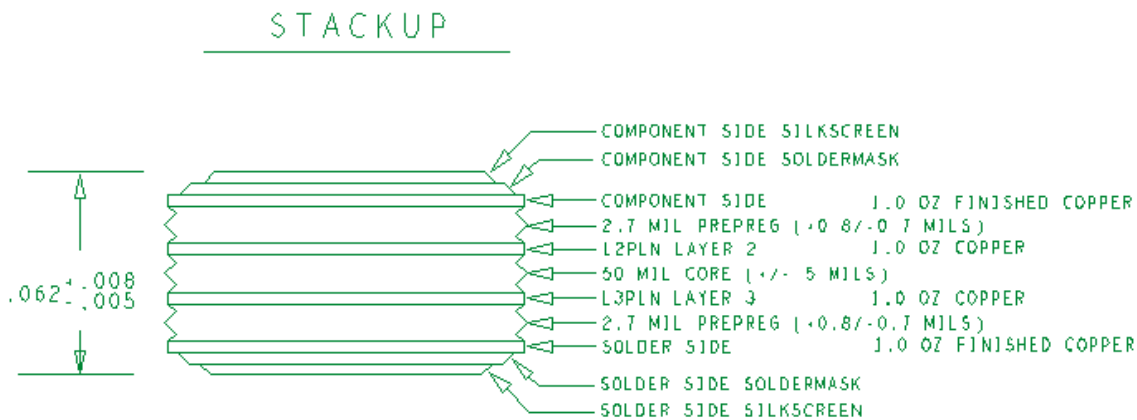 STACKUP
COMPONENT SIDE SILKSCREEN
COMPONENT SIDE SOLDERMASK
COMPONENT SIDE 1.0 OZ FINISHED COPPER
2.7 MIL PREPREG (+0.8/-0.7 MILS)
L2PLN LAYER 2 1.0 OZ COPPER
50 MIL CORE (+/- 5 MILS)
.062 +.008 -.005
L3PLN LAYER 3 1.0 OZ COPPER
2.7 MIL PREPREG (+0.8/-0.7 MILS)
SOLDER SIDE 1.0 OZ FINISHED COPPER
SOLDER SIDE SOLDERMASK
SOLDER SIDE SILKSCREEN